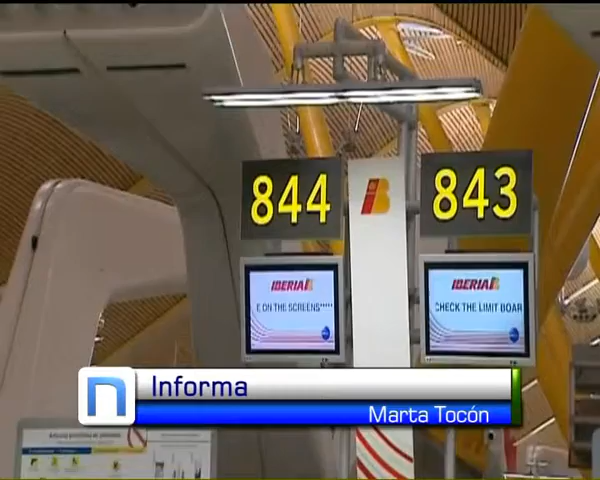 844
843
IBERIA
E ON THE SCREENS*****
IBERIA
CHECK THE LIMIT BOAR
n
Informa
Marta Tocón